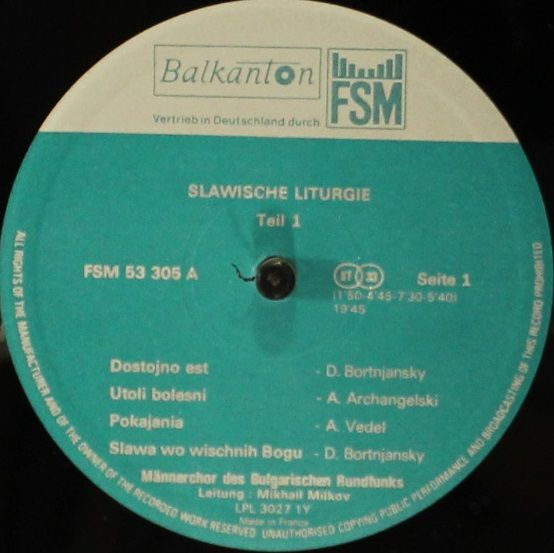 Balkanton
FSM
Vertrieb in Deutschland durch
SLAWISCHE LITURGIE
Teil 1
FSM 53 305 A
ST 33
Seite 1
(1'50-4'45-7'30-5'40)
19'45
Dostojno est - D. Bortnjansky
Utoli bolesni - A. Archangelski
Pokajania - A. Vedel
Slawa wo wischnih Bogu - D. Bortnjansky
Männerchor des Bulgarischen Rundfunks
Leitung : Mikhail Milkov
LPL 3027 1Y
Made in France
ALL RIGHTS OF THE MANUFACTURER AND OF THE OWNER OF THE RECORDED WORK RESERVED UNAUTHORISED COPYING PUBLIC PERFORMANCE AND BROADCASTING OF THIS RECORD PROHIBITED